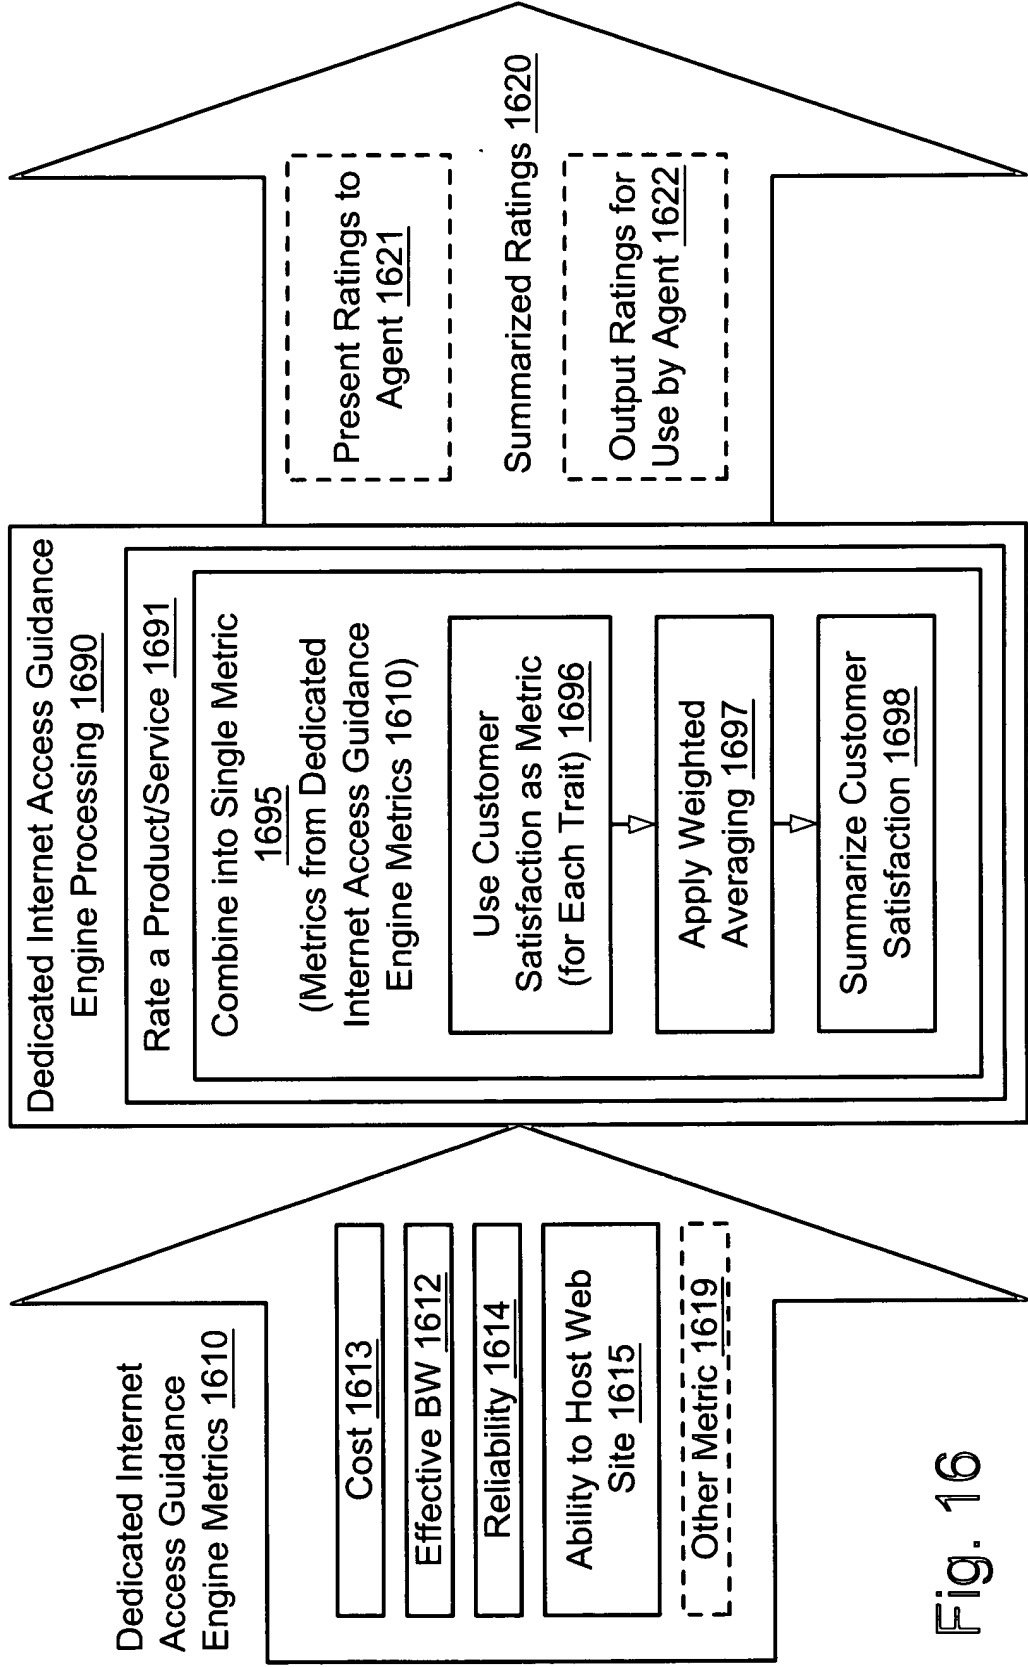 Dedicated Internet
Access Guidance
Engine Metrics 1610
Cost 1613
Effective BW 1612
Reliability 1614
Ability to Host Web
Site 1615
Other Metric 1619
Dedicated Internet Access Guidance
Engine Processing 1690
Rate a Product/Service 1691
Combine into Single Metric
1695
(Metrics from Dedicated
Internet Access Guidance
Engine Metrics 1610)
Use Customer
Satisfaction as Metric
(for Each Trait) 1696
Apply Weighted
Averaging 1697
Summarize Customer
Satisfaction 1698
Present Ratings to
Agent 1621
Summarized Ratings 1620
Output Ratings for
Use by Agent 1622
Fig. 16